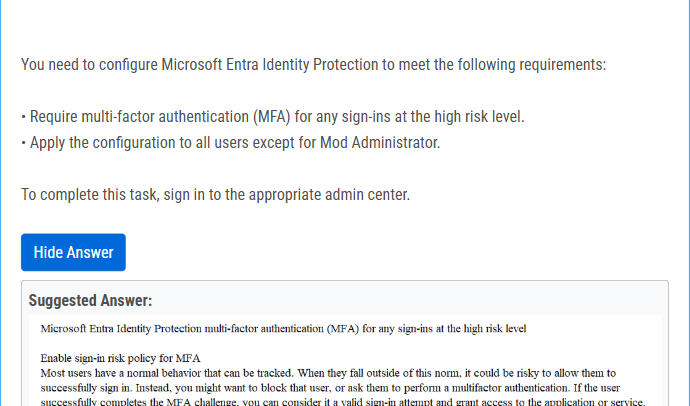 You need to configure Microsoft Entra Identity Protection to meet the following requirements:
• Require multi-factor authentication (MFA) for any sign-ins at the high risk level.
• Apply the configuration to all users except for Mod Administrator.
To complete this task, sign in to the appropriate admin center.
Hide Answer
Suggested Answer:
Microsoft Entra Identity Protection multi-factor authentication (MFA) for any sign-ins at the high risk level
Enable sign-in risk policy for MFA
Most users have a normal behavior that can be tracked. When they fall outside of this norm, it could be risky to allow them to
successfully sign in. Instead, you might want to block that user, or ask them to perform a multifactor authentication. If the user
successfully completes the MFA challenge, you can consider it a valid sign-in attempt and grant access to the application or service.